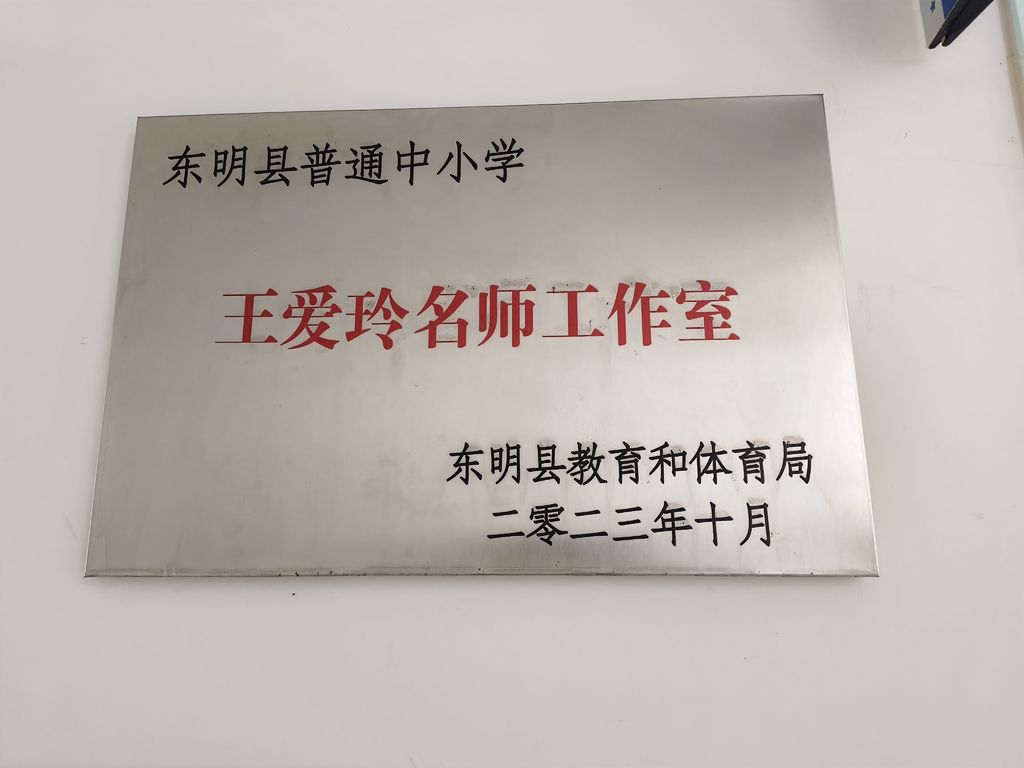 东明县普通中小学
王爱玲名师工作室
东明县教育和体育局
二零二三年十月